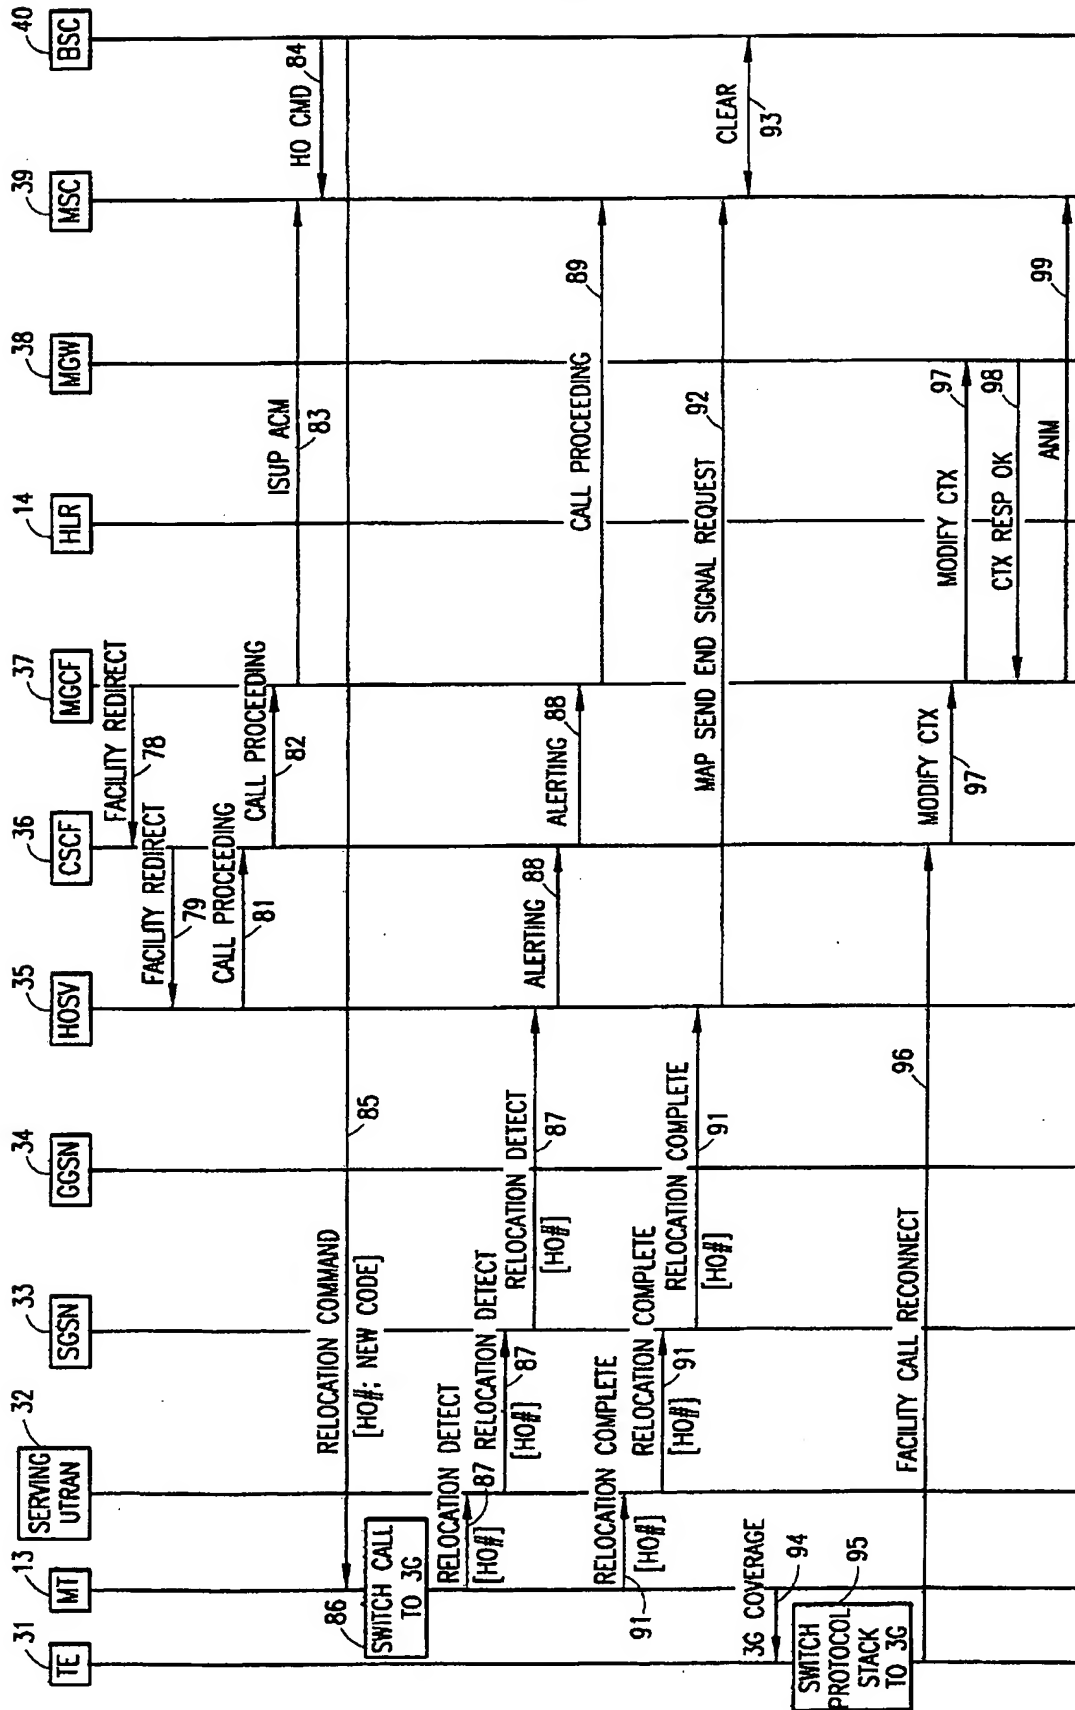 31
TE
13
MT
32
SERVING
UTRAN
33
SGSN
34
GGSN
35
HOSV
36
CSCF
37
MGCF
14
HLR
38
MGW
39
MSC
40
BSC
FACILITY REDIRECT
78
FACILITY REDIRECT
79
CALL PROCEEDING
81
CALL PROCEEDING
82
ISUP ACM
83
HO CMD 84
RELOCATION COMMAND
[HO#; NEW CODE]
85
86
SWITCH CALL
TO 3G
RELOCATION DETECT
87
[HO#]
RELOCATION DETECT
87
[HO#]
RELOCATION DETECT
87
[HO#]
ALERTING 88
ALERTING 88
CALL PROCEEDING
89
RELOCATION COMPLETE
91
[HO#]
RELOCATION COMPLETE
91
[HO#]
RELOCATION COMPLETE
91
[HO#]
MAP SEND END SIGNAL REQUEST
92
CLEAR
93
3G COVERAGE
94
SWITCH
PROTOCOL
STACK
TO 3G
95
FACILITY CALL RECONNECT
96
MODIFY CTX
97
MODIFY CTX
97
CTX RESP OK
98
ANM
99